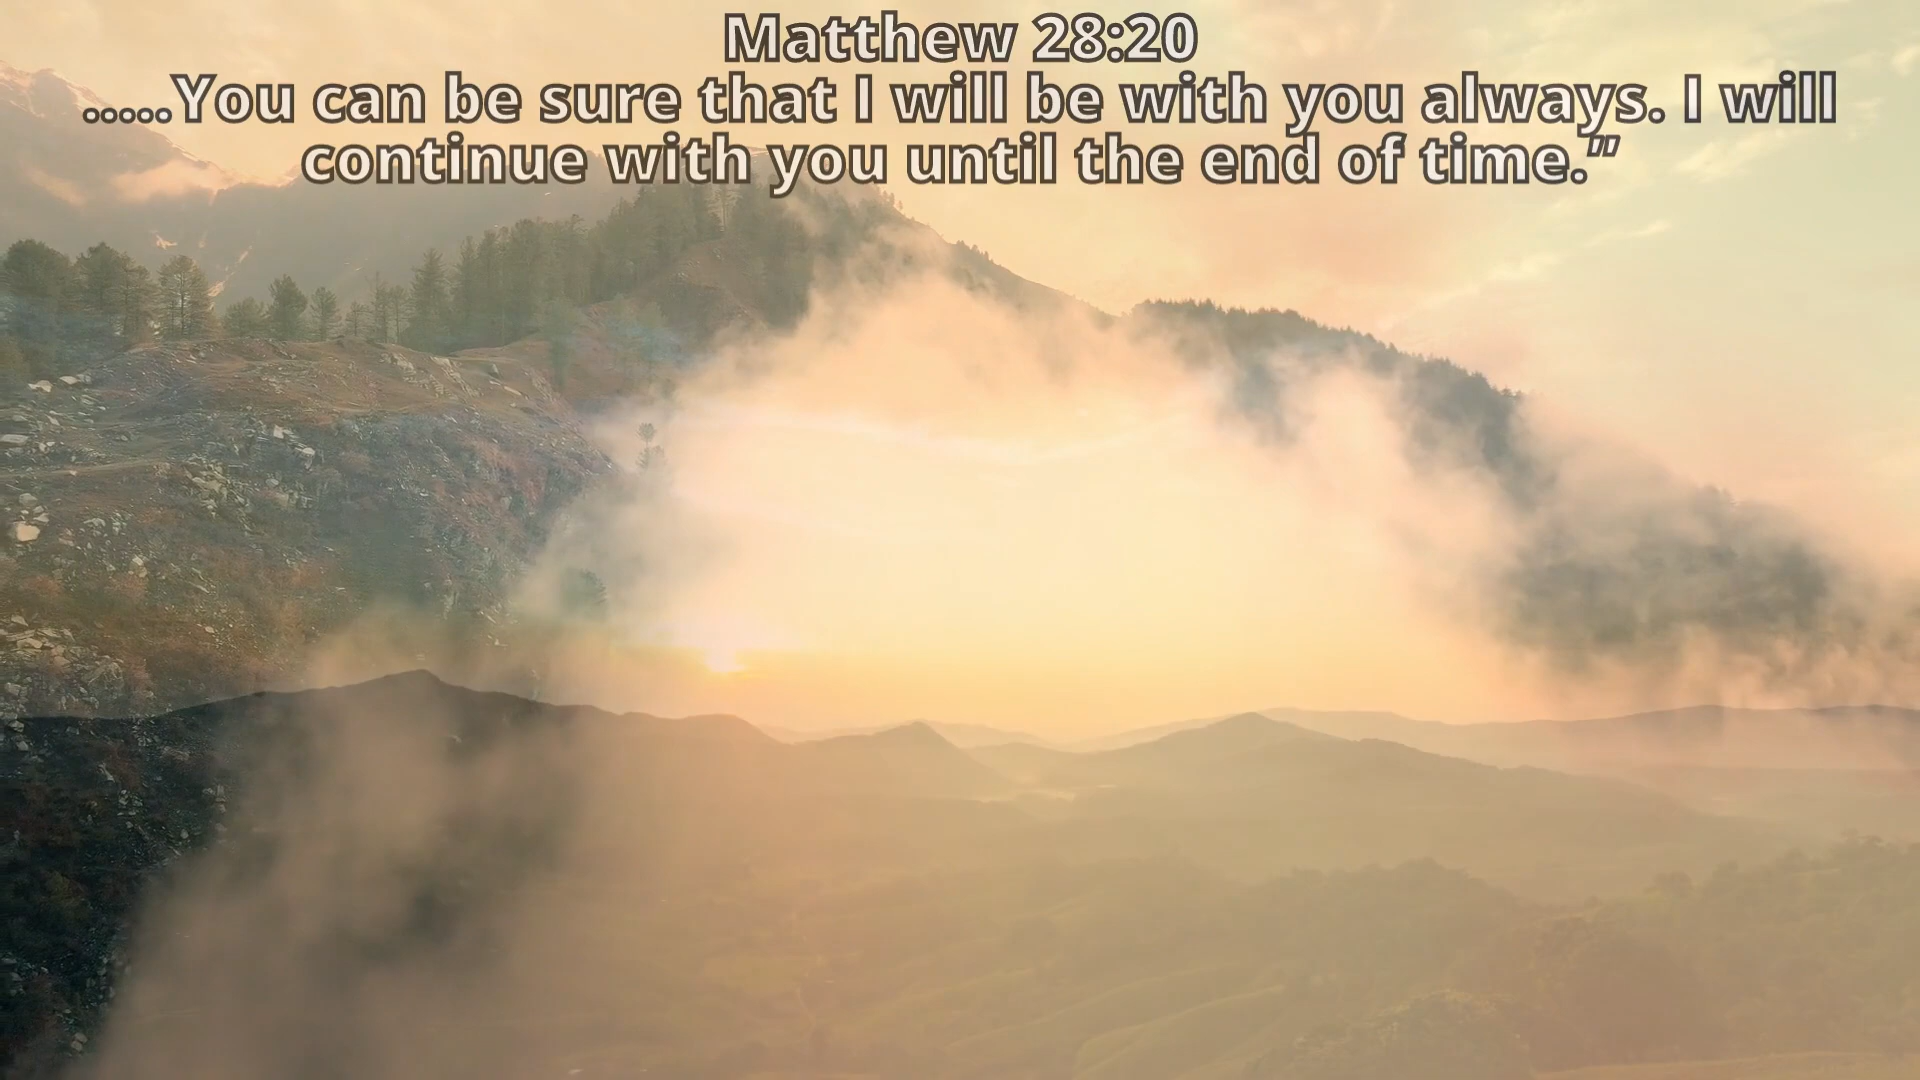 Matthew 28:20
.....You can be sure that I will be with you always. I will
continue with you until the end of time.”